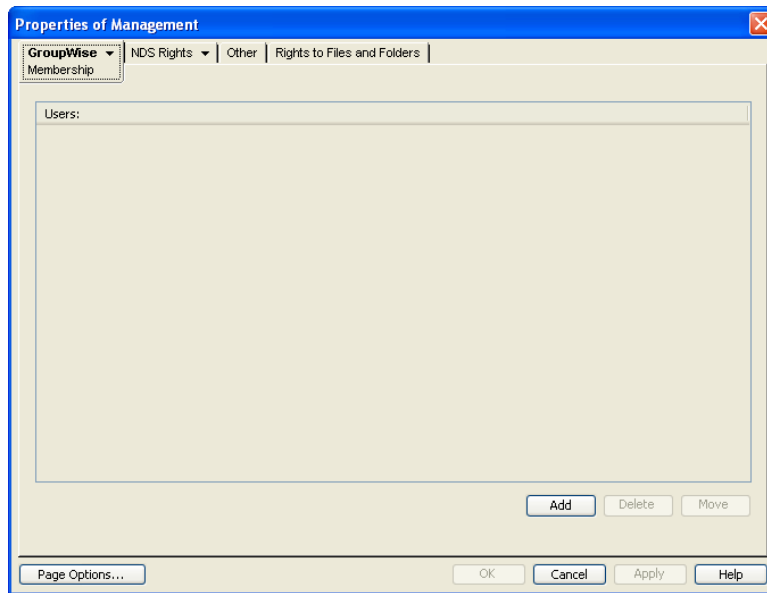 Properties of Management
GroupWise NDS Rights Other Rights to Files and Folders
Membership
Users:
Add Delete Move
Page Options... OK Cancel Apply Help